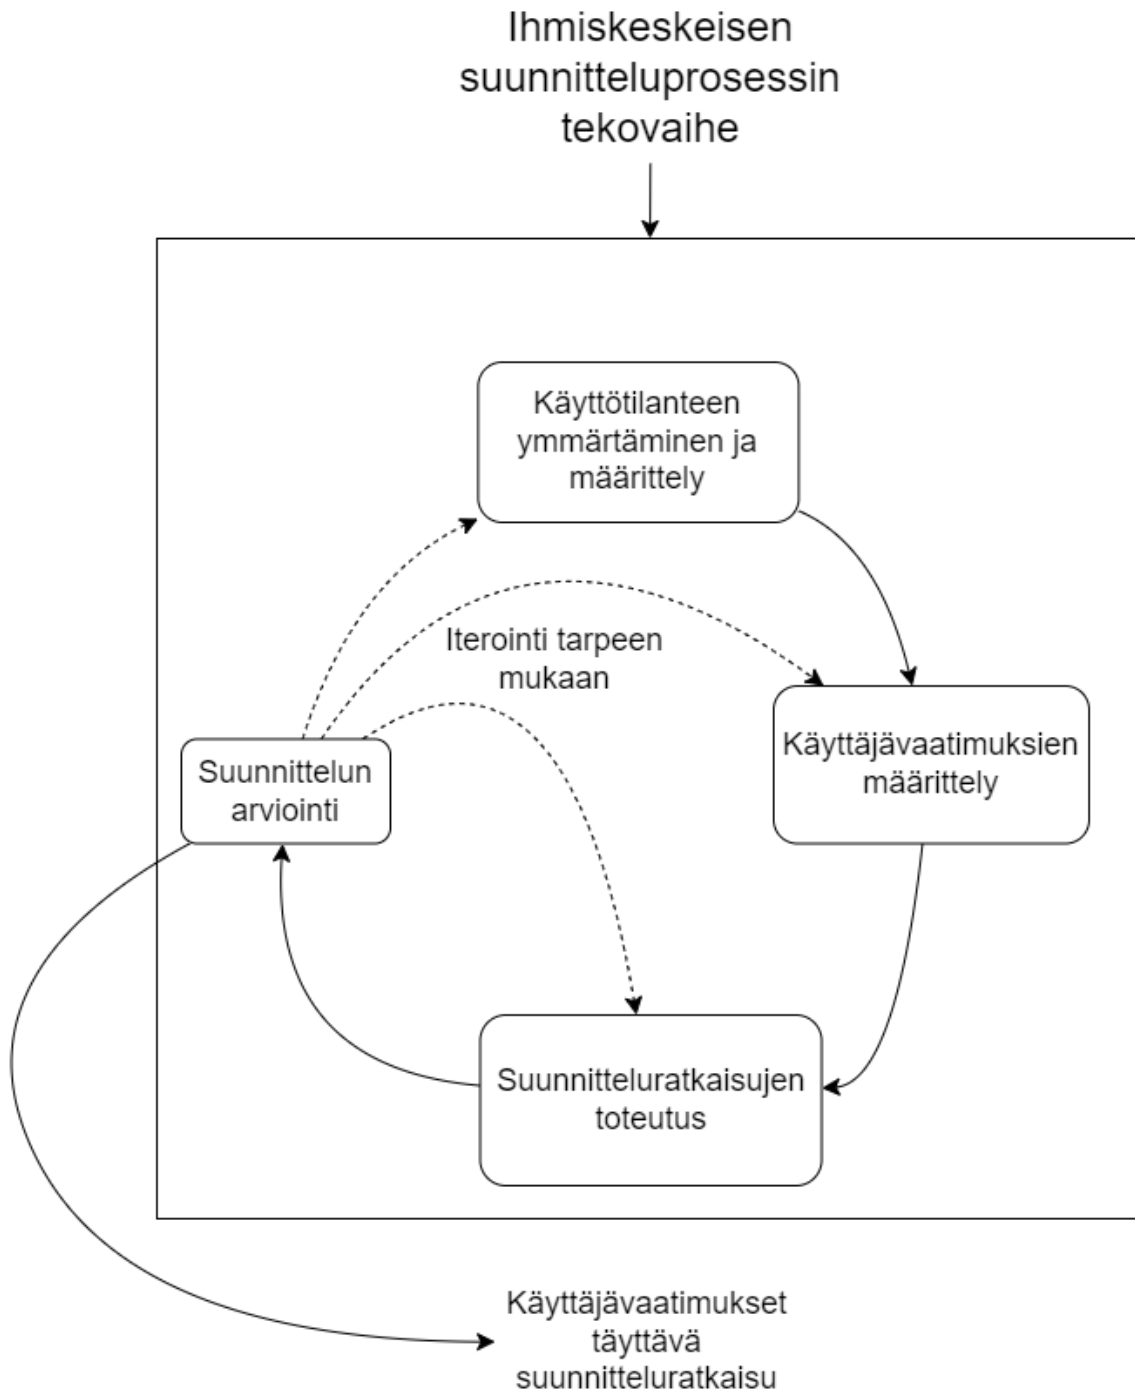 Ihmiskeskeisen
suunnitteluprosessin
tekovaihe
Käyttötilanteen
ymmärtäminen ja
määrittely
Iterointi tarpeen
mukaan
Käyttäjävaatimuksien
määrittely
Suunnittelun
arviointi
Suunnitteluratkaisujen
toteutus
Käyttäjävaatimukset
täyttävä
suunnitteluratkaisu